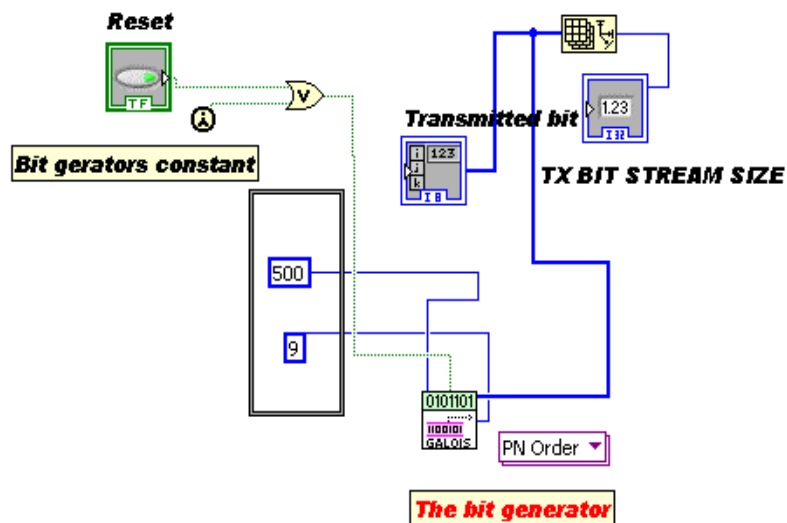 Reset
TF
V
Bit gerators constant
Transmitted bit
i
j
k
123
I8
1.23
I32
TX BIT STREAM SIZE
500
9
0101101
1100101
GALOIS
PN Order
The bit generator